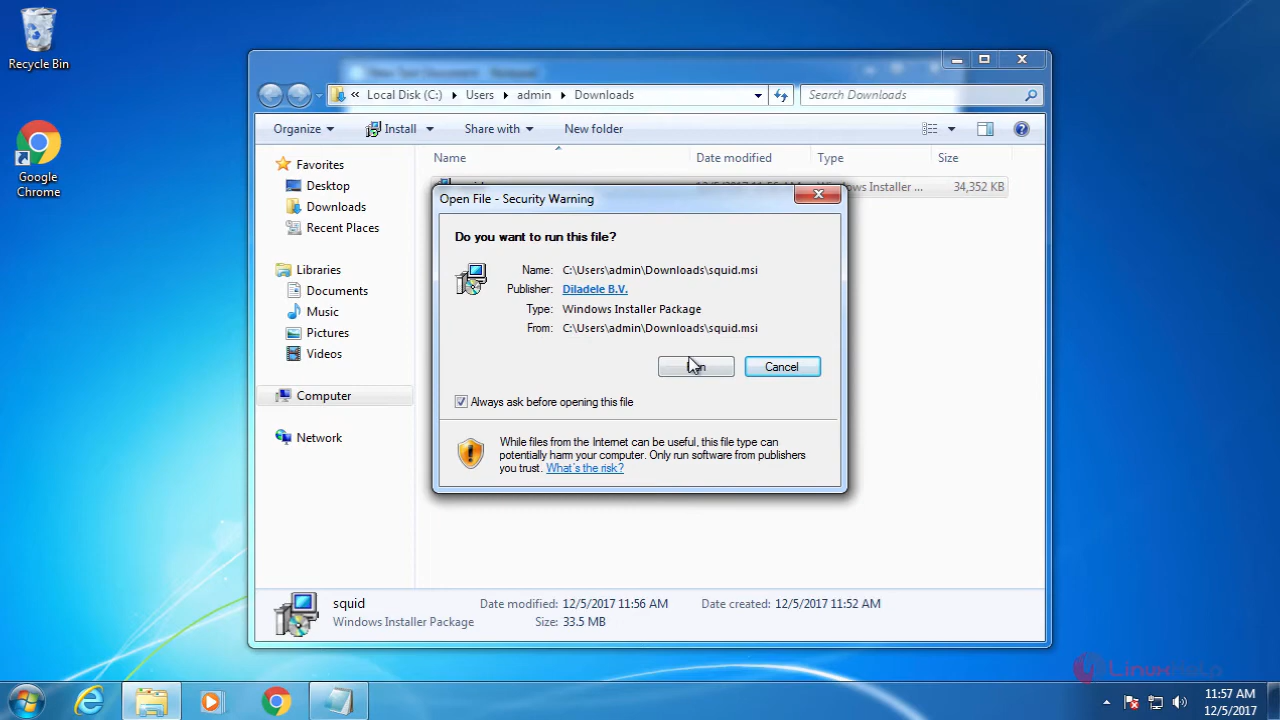 Recycle Bin
Google
Chrome
« Local Disk (C:) Users admin Downloads
Search Downloads
Organize Install Share with New folder
Favorites
Desktop
Downloads
Recent Places
Libraries
Documents
Music
Pictures
Videos
Computer
Network
Name Date modified Type Size
Installer ... 34,352 KB
Open File - Security Warning
Do you want to run this file?
Name: C:\Users\admin\Downloads\squid.msi
Publisher: Diladele B.V.
Type: Windows Installer Package
From: C:\Users\admin\Downloads\squid.msi
Cancel
Always ask before opening this file
While files from the Internet can be useful, this file type can
potentially harm your computer. Only run software from publishers
you trust. What's the risk?
squid Date modified: 12/5/2017 11:56 AM Date created: 12/5/2017 11:52 AM
Windows Installer Package Size: 33.5 MB
LinuxHelp
11:57 AM
12/5/2017